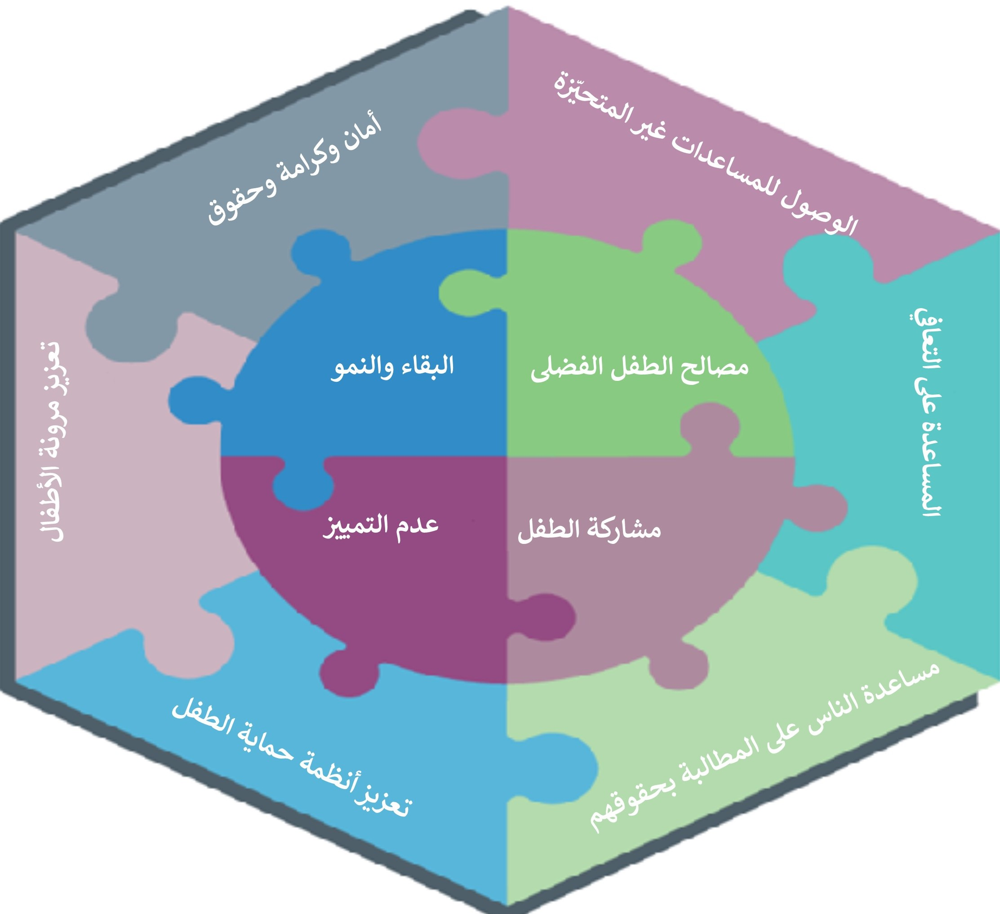 الوصول للمساعدات غير المتحيّزة
أمان وكرامة وحقوق
المساعدة على التعافي
تعزيز مرونة الأطفال
مصالح الطفل الفضلى
البقاء والنمو
مشاركة الطفل
عدم التمييز
مساعدة الناس على المطالبة بحقوقهم
تعزيز أنظمة حماية الطفل